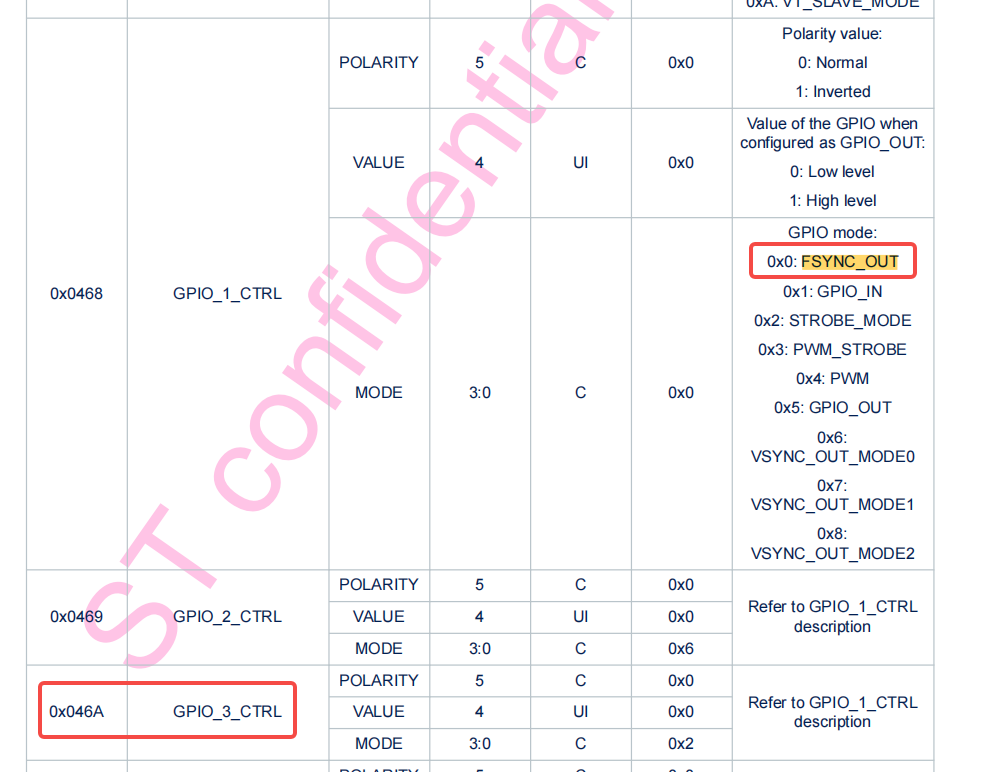 0xA: VT_SLAVE_MODE
POLARITY 5 C 0x0
Polarity value:
0: Normal
1: Inverted
VALUE 4 UI 0x0
Value of the GPIO when
configured as GPIO_OUT:
0: Low level
1: High level
0x0468 GPIO_1_CTRL
MODE 3:0 C 0x0
GPIO mode:
0x0: FSYNC_OUT
0x1: GPIO_IN
0x2: STROBE_MODE
0x3: PWM_STROBE
0x4: PWM
0x5: GPIO_OUT
0x6:
VSYNC_OUT_MODE0
0x7:
VSYNC_OUT_MODE1
0x8:
VSYNC_OUT_MODE2
0x0469 GPIO_2_CTRL
POLARITY 5 C 0x0
VALUE 4 UI 0x0
MODE 3:0 C 0x6
Refer to GPIO_1_CTRL
description
0x046A GPIO_3_CTRL
POLARITY 5 C 0x0
VALUE 4 UI 0x0
MODE 3:0 C 0x2
Refer to GPIO_1_CTRL
description
POLARITY 5 C 0x0
ST confidential